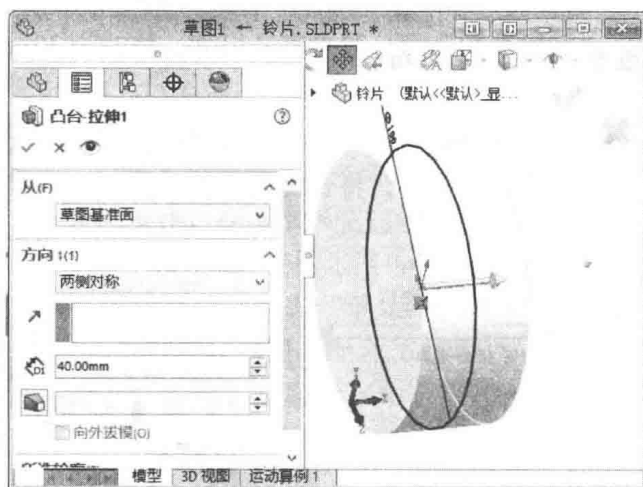 草图1 ← 铃片.SLDPRT *
铃片 (默认<<默认>_显...
凸台-拉伸1
从(F)
草图基准面
方向 1(1)
两侧对称
D1
40.00mm
向外拔模(O)
模型 3D 视图 运动算例 1